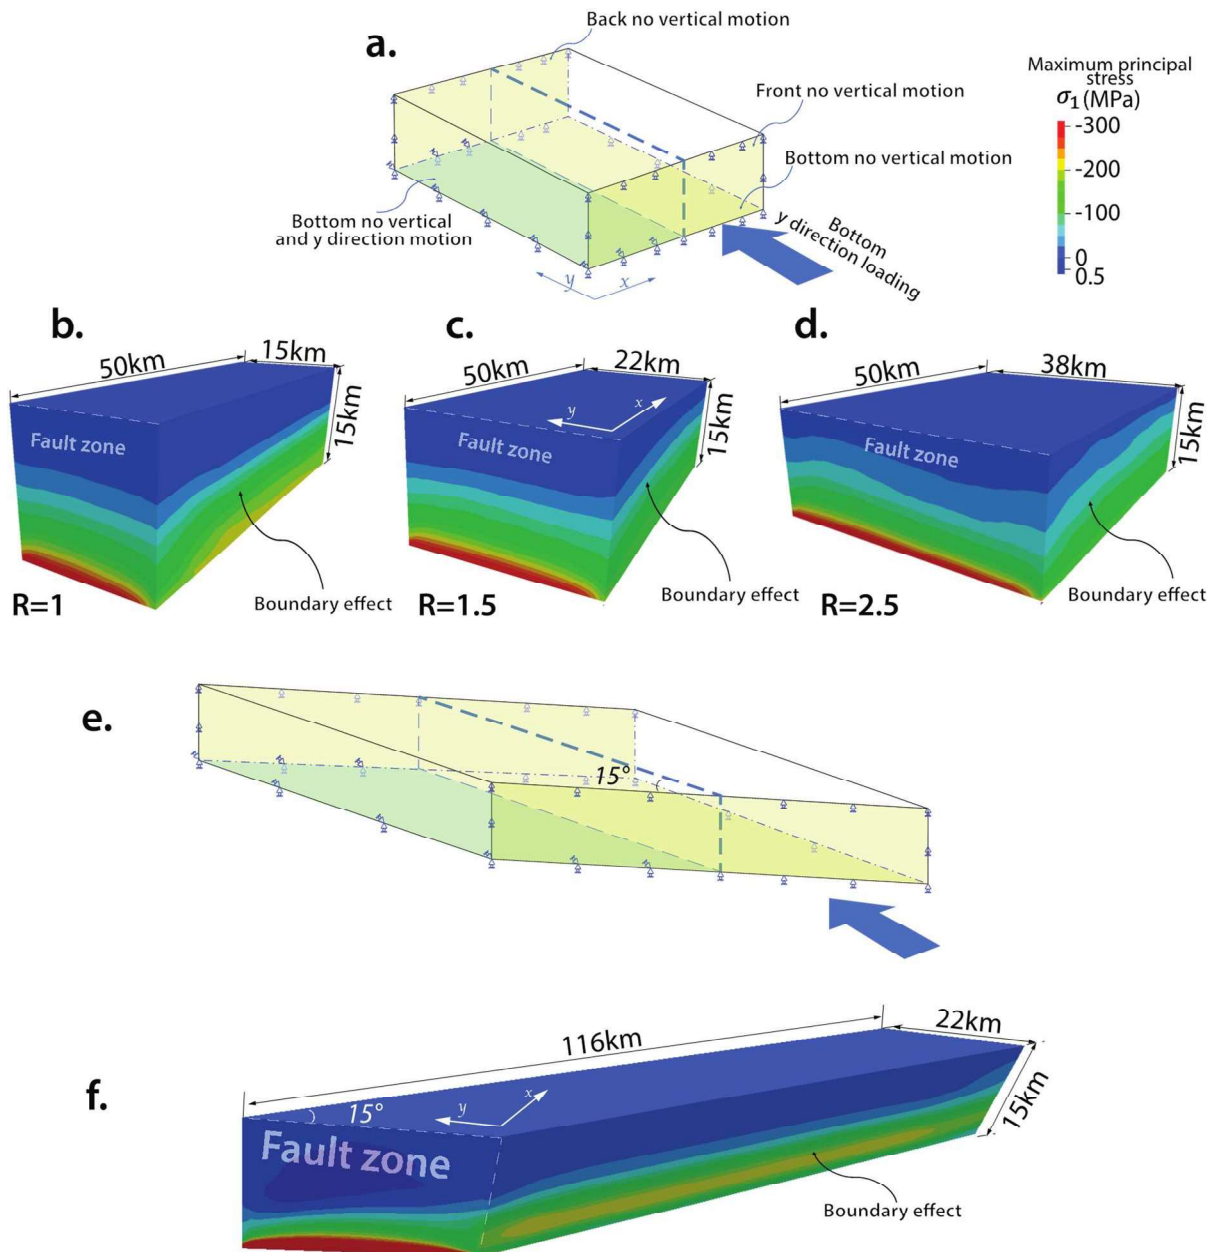 a.
Back no vertical motion
Front no vertical motion
Bottom no vertical motion
Bottom no vertical
and y direction motion
Bottom
y direction loading
y
x
Maximum principal
stress
σ1 (MPa)
-300
-200
-100
0
0.5
b.
50km
15km
15km
Fault zone
R=1
Boundary effect
c.
50km
22km
15km
y
x
Fault zone
R=1.5
Boundary effect
d.
50km
38km
15km
Fault zone
R=2.5
Boundary effect
e.
15°
f.
116km
22km
15km
15°
y
x
Fault zone
Boundary effect